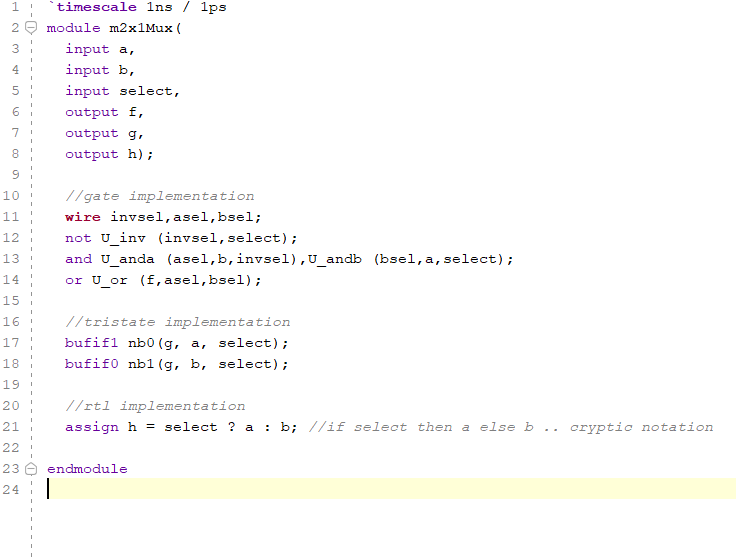 1 `timescale 1ns / 1ps
2 module m2x1Mux(
3 input a,
4 input b,
5 input select,
6 output f,
7 output g,
8 output h);
9
10 //gate implementation
11 wire invsel,asel,bsel;
12 not U_inv (invsel,select);
13 and U_anda (asel,b,invsel),U_andb (bsel,a,select);
14 or U_or (f,asel,bsel);
15
16 //tristate implementation
17 bufif1 nb0(g, a, select);
18 bufif0 nb1(g, b, select);
19
20 //rtl implementation
21 assign h = select ? a : b; //if select then a else b .. cryptic notation
22
23 endmodule
24